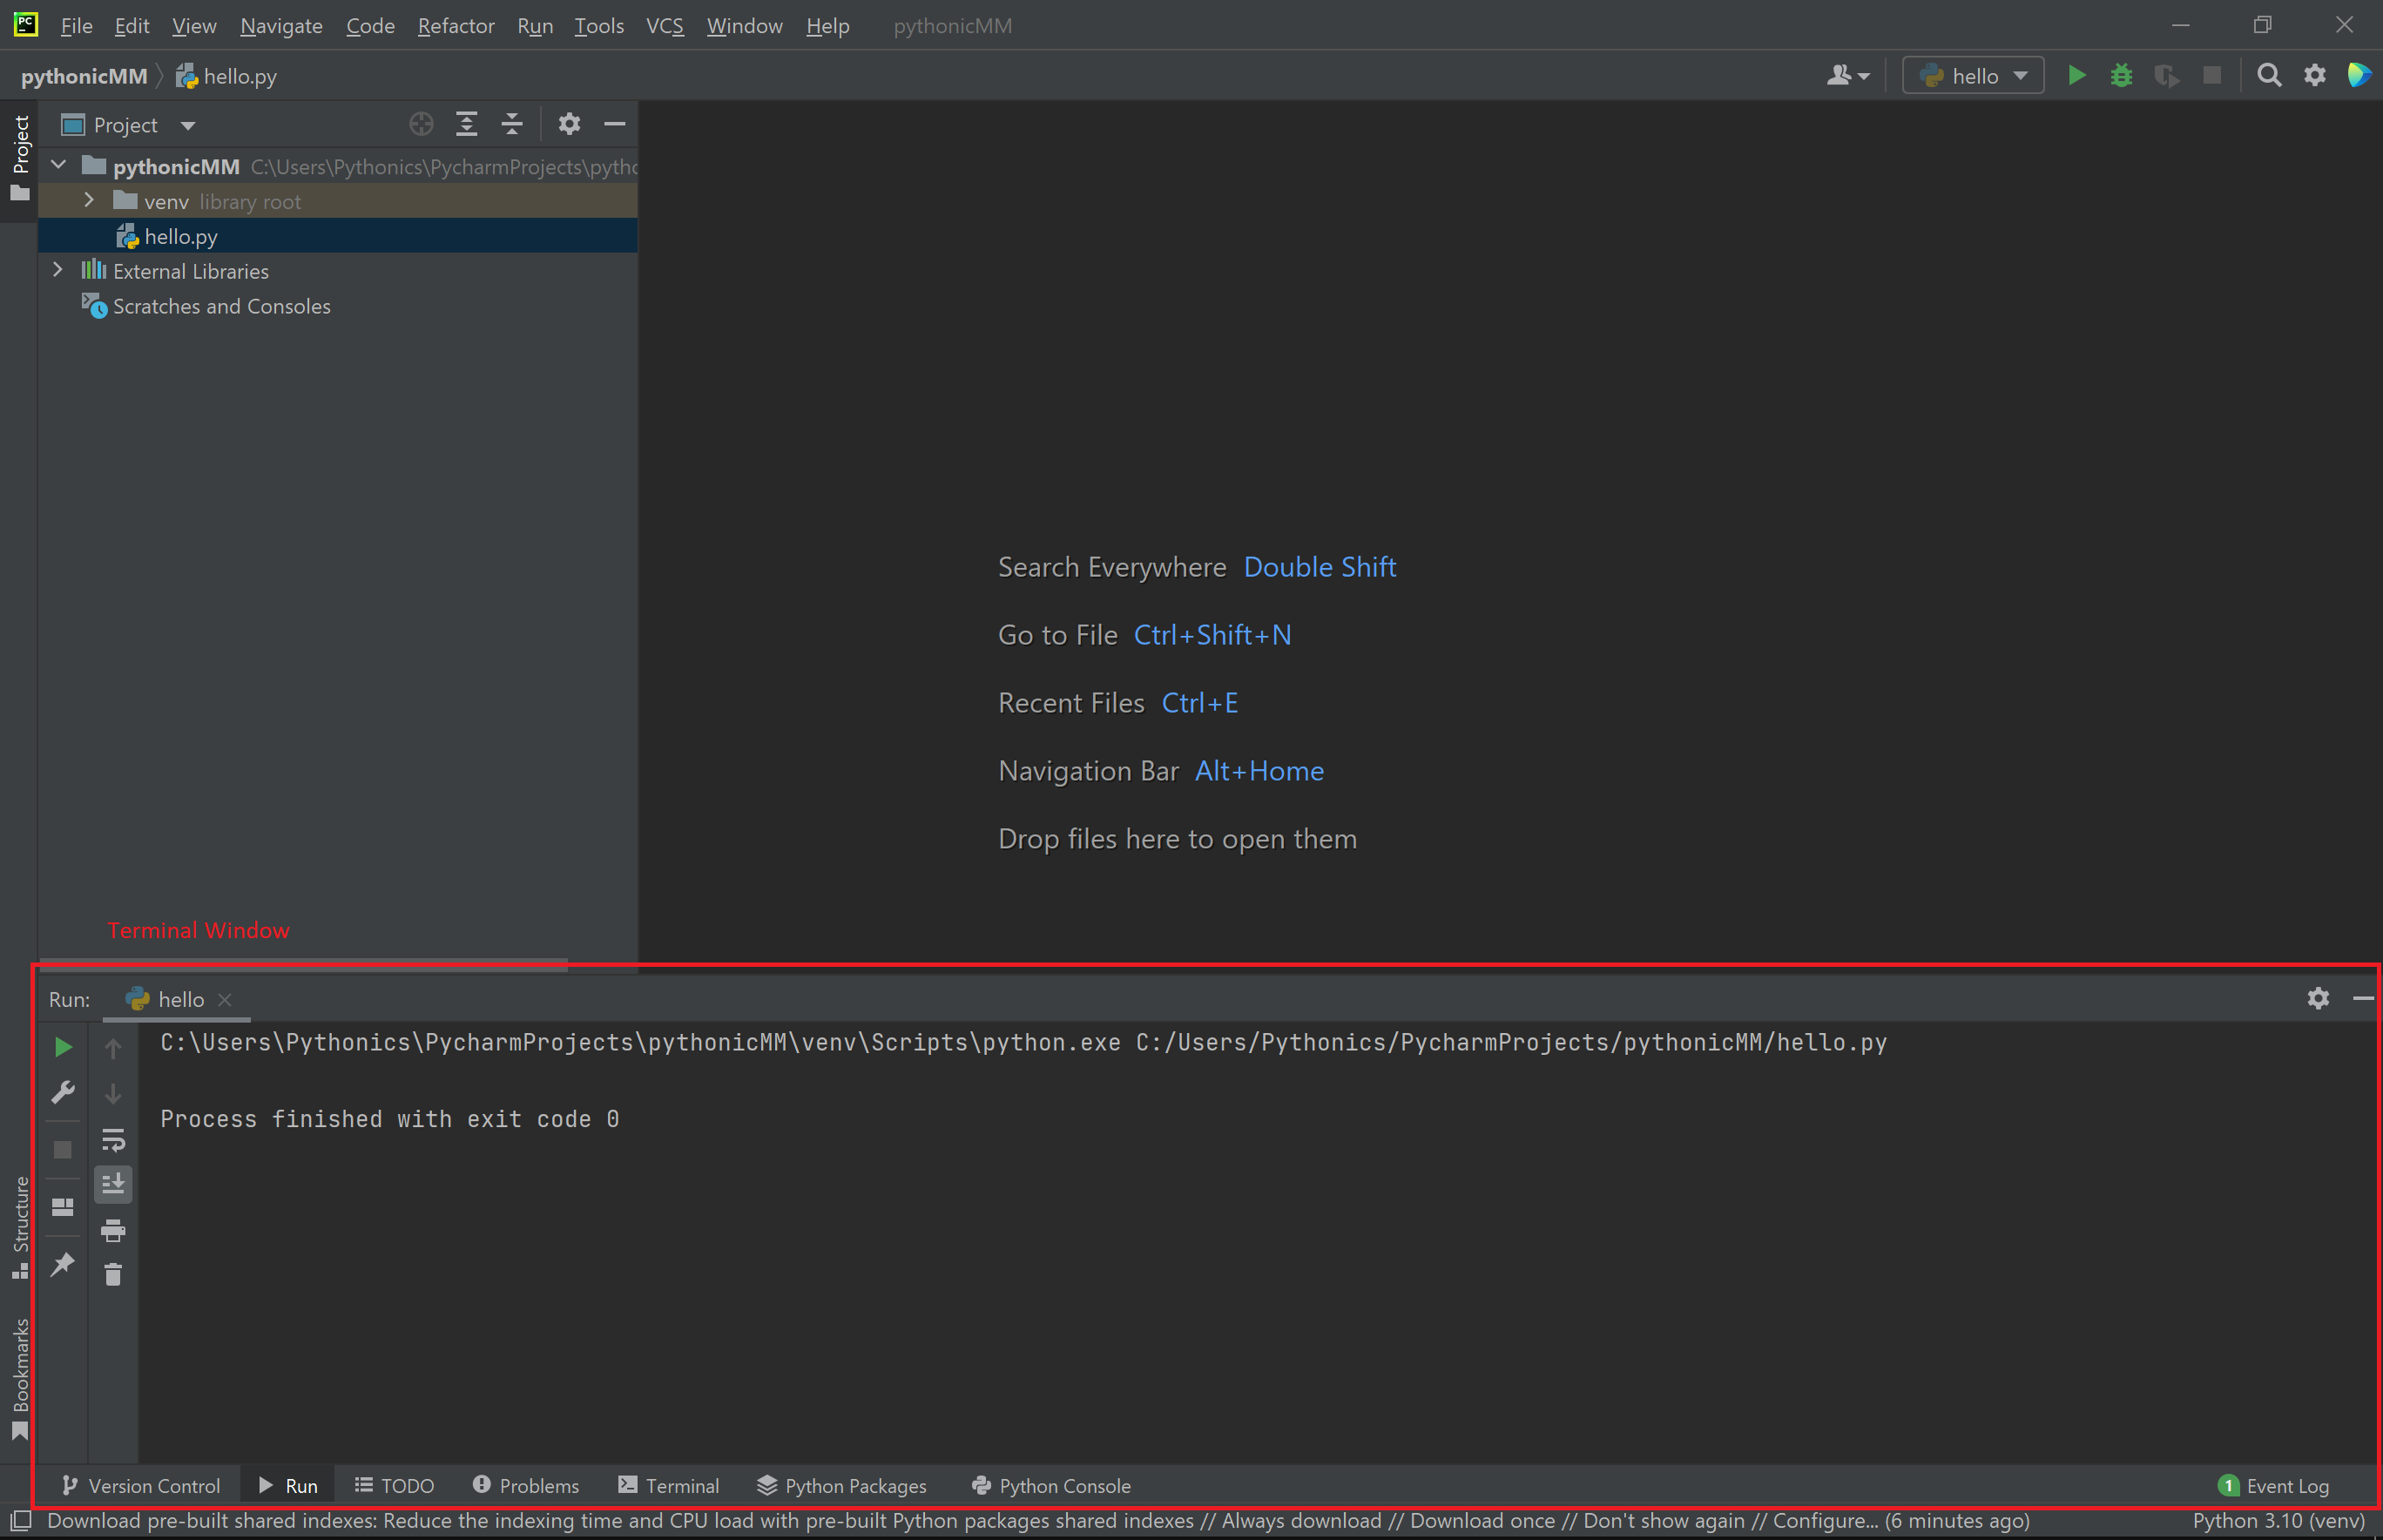 PC
File Edit View Navigate Code Refactor Run Tools VCS Window Help pythonicMM
pythonicMM hello.py
hello
Project
Project
pythonicMM C:\Users\Pythonics\PycharmProjects\pytho
venv library root
hello.py
External Libraries
Scratches and Consoles
Search Everywhere Double Shift
Go to File Ctrl+Shift+N
Recent Files Ctrl+E
Navigation Bar Alt+Home
Drop files here to open them
Terminal Window
Run: hello
C:\Users\Pythonics\PycharmProjects\pythonicMM\venv\Scripts\python.exe C:/Users/Pythonics/PycharmProjects/pythonicMM/hello.py
Process finished with exit code 0
Structure
Bookmarks
Version Control Run TODO Problems Terminal Python Packages Python Console 1 Event Log
Download pre-built shared indexes: Reduce the indexing time and CPU load with pre-built Python packages shared indexes // Always download // Download once // Don't show again // Configure... (6 minutes ago) Python 3.10 (venv)